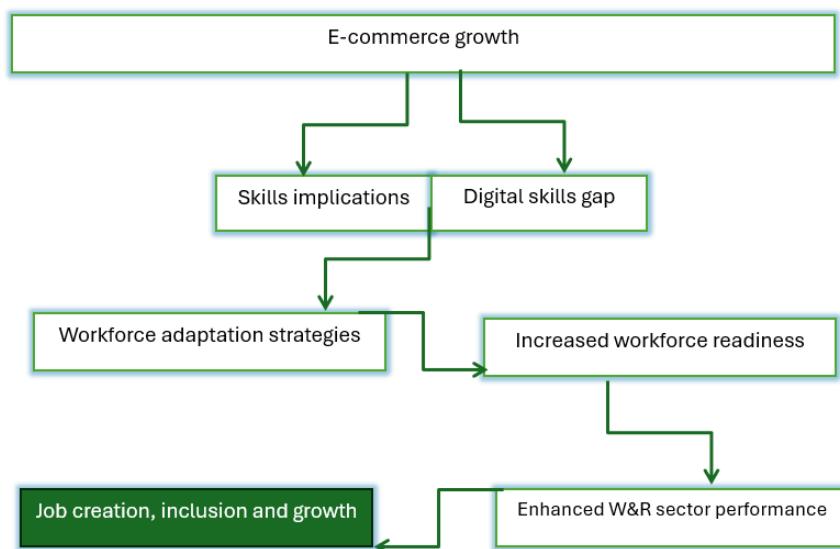 E-commerce growth
Skills implications
Digital skills gap
Workforce adaptation strategies
Increased workforce readiness
Job creation, inclusion and growth
Enhanced W&R sector performance